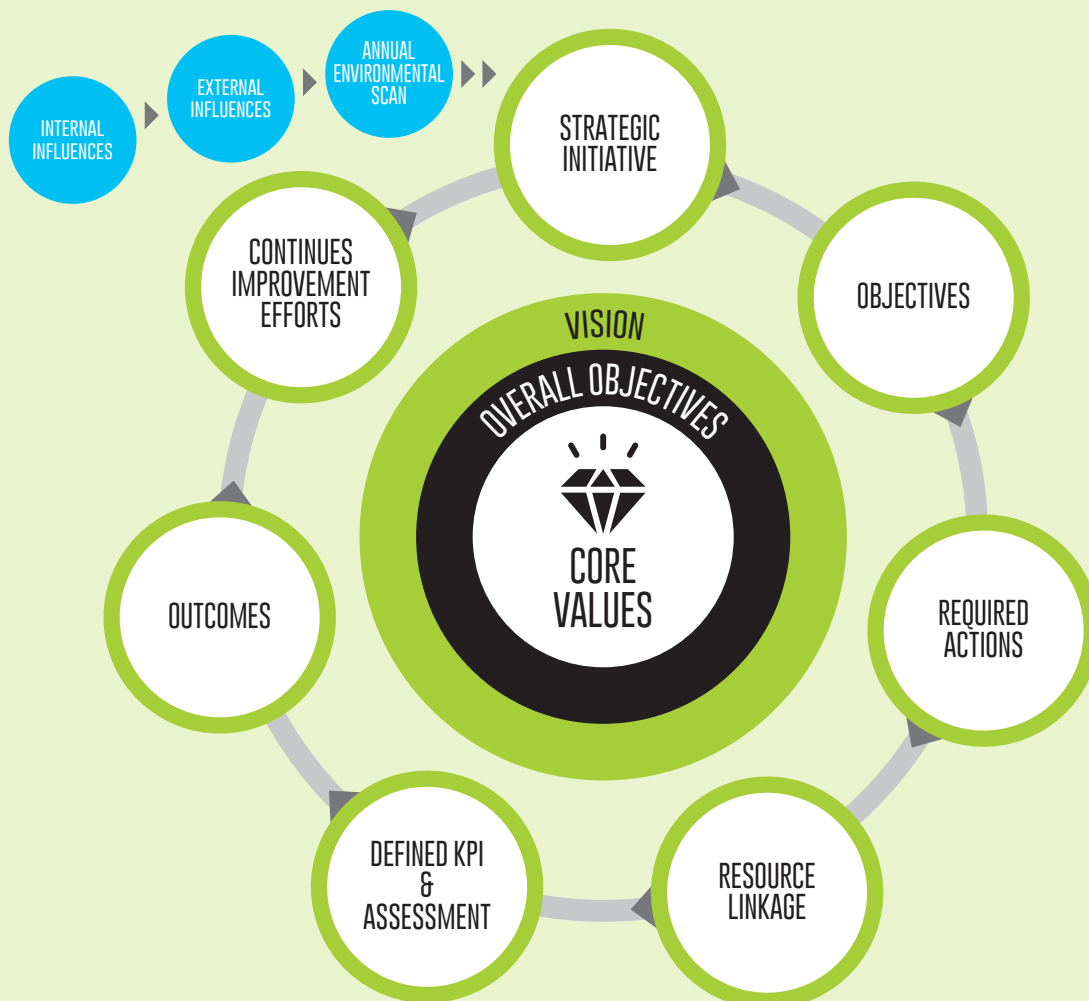 INTERNAL
INFLUENCES
EXTERNAL
INFLUENCES
ANNUAL
ENVIRONMENTAL
SCAN
STRATEGIC
INITIATIVE
OBJECTIVES
REQUIRED
ACTIONS
RESOURCE
LINKAGE
DEFINED KPI
&
ASSESSMENT
OUTCOMES
CONTINUES
IMPROVEMENT
EFFORTS
VISION
OVERALL OBJECTIVES
CORE
VALUES